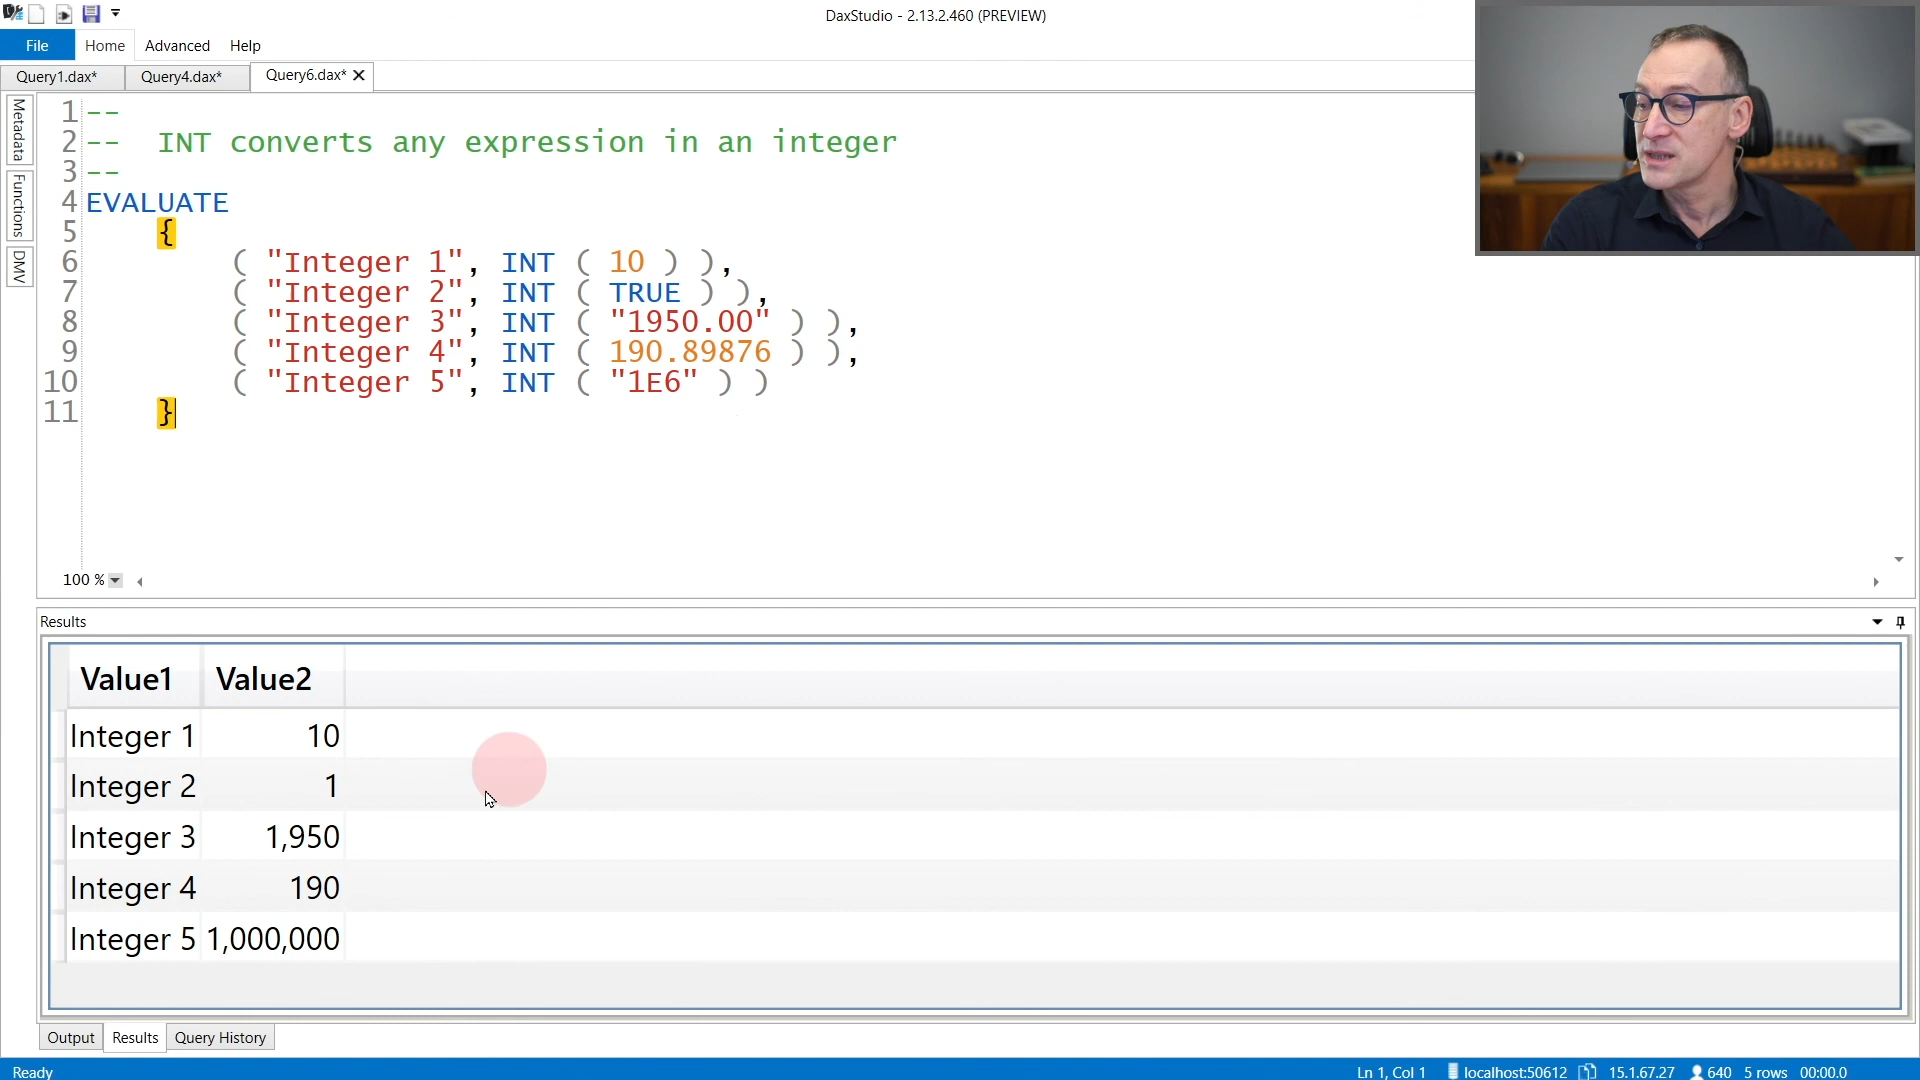 DaxStudio - 2.13.2.460 (PREVIEW)
File Home Advanced Help
Query1.dax* Query4.dax* Query6.dax*
Metadata
Functions
DMV
1 --
2 -- INT converts any expression in an integer
3 --
4 EVALUATE
5 {
6 ( "Integer 1", INT ( 10 ) ),
7 ( "Integer 2", INT ( TRUE ) ),
8 ( "Integer 3", INT ( "1950.00" ) ),
9 ( "Integer 4", INT ( 190.89876 ) ),
10 ( "Integer 5", INT ( "1E6" ) )
11 }
100 %
Results
Value1 Value2
Integer 1 10
Integer 2 1
Integer 3 1,950
Integer 4 190
Integer 5 1,000,000
Output Results Query History
Ready Ln 1, Col 1 localhost:50612 15.1.67.27 640 5 rows 00:00.0